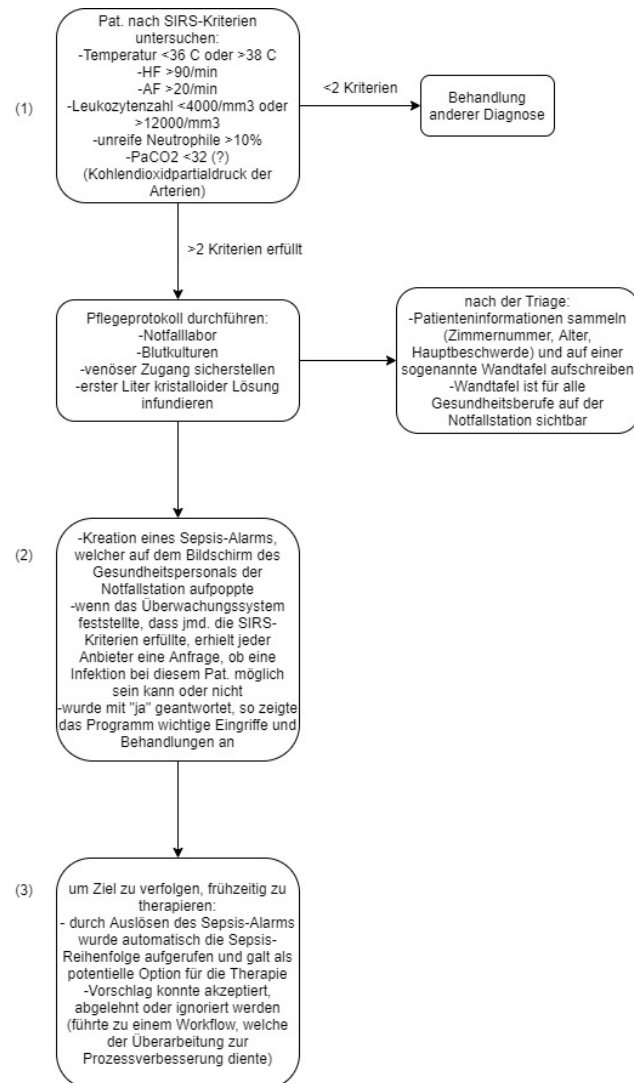 Pat. nach SIRS-Kriterien
untersuchen:
-Temperatur <36 C oder >38 C
-HF >90/min
-AF >20/min
-Leukozytenzahl <4000/mm3 oder
>12000/mm3
-unreife Neutrophile >10%
-PaCO2 <32 (?)
(Kohlendioxidpartialdruck der
Arterien)
(1)
<2 Kriterien
Behandlung
anderer Diagnose
>2 Kriterien erfüllt
Pflegeprotokoll durchführen:
-Notfalllabor
-Blutkulturen
-venöser Zugang sicherstellen
-erster Liter kristalloider Lösung
infundieren
nach der Triage:
-Patienteninformationen sammeln
(Zimmernummer, Alter,
Hauptbeschwerde) und auf einer
sogenannte Wandtafel aufschreiben
-Wandtafel ist für alle
Gesundheitsberufe auf der
Notfallstation sichtbar
(2)
-Kreation eines Sepsis-Alarms,
welcher auf dem Bildschirm des
Gesundheitspersonals der
Notfallstation aufpoppte
-wenn das Überwachungssystem
feststellte, dass jmd. die SIRS-
Kriterien erfüllte, erhielt jeder
Anbieter eine Anfrage, ob eine
Infektion bei diesem Pat. möglich
sein kann oder nicht
-wurde mit "ja" geantwortet, so zeigte
das Programm wichtige Eingriffe und
Behandlungen an
(3)
um Ziel zu verfolgen, frühzeitig zu
therapieren:
- durch Auslösen des Sepsis-Alarms
wurde automatisch die Sepsis-
Reihenfolge aufgerufen und galt als
potentielle Option für die Therapie
-Vorschlag konnte akzeptiert,
abgelehnt oder ignoriert werden
(führte zu einem Workflow, welche
der Überarbeitung zur
Prozessverbesserung diente)